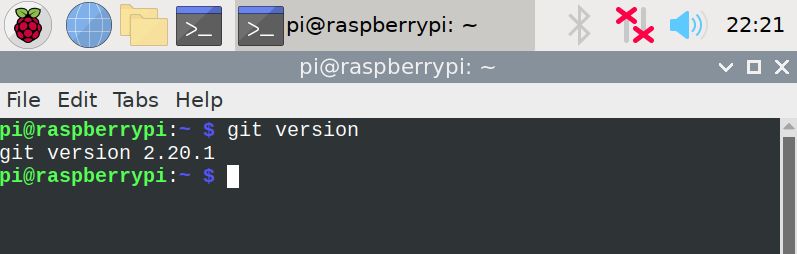 pi@raspberrypi: ~ 22:21
pi@raspberrypi: ~
File Edit Tabs Help
pi@raspberrypi:~ $ git version
git version 2.20.1
pi@raspberrypi:~ $